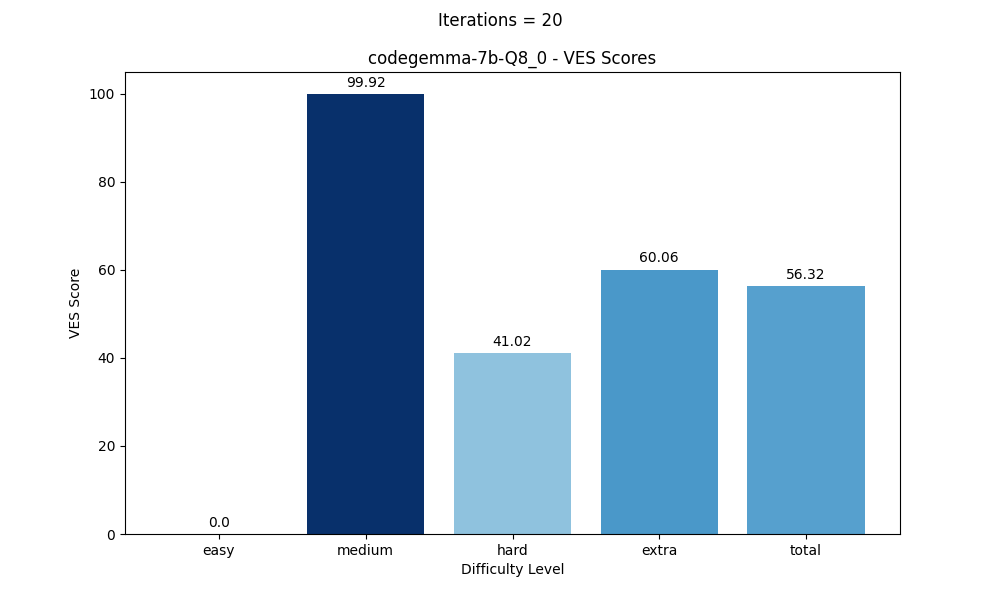 Iterations = 20
codegemma-7b-Q8_0 - VES Scores
VES Score
100
80
60
40
20
0
99.92
60.06
56.32
41.02
0.0
easy medium hard extra total
Difficulty Level